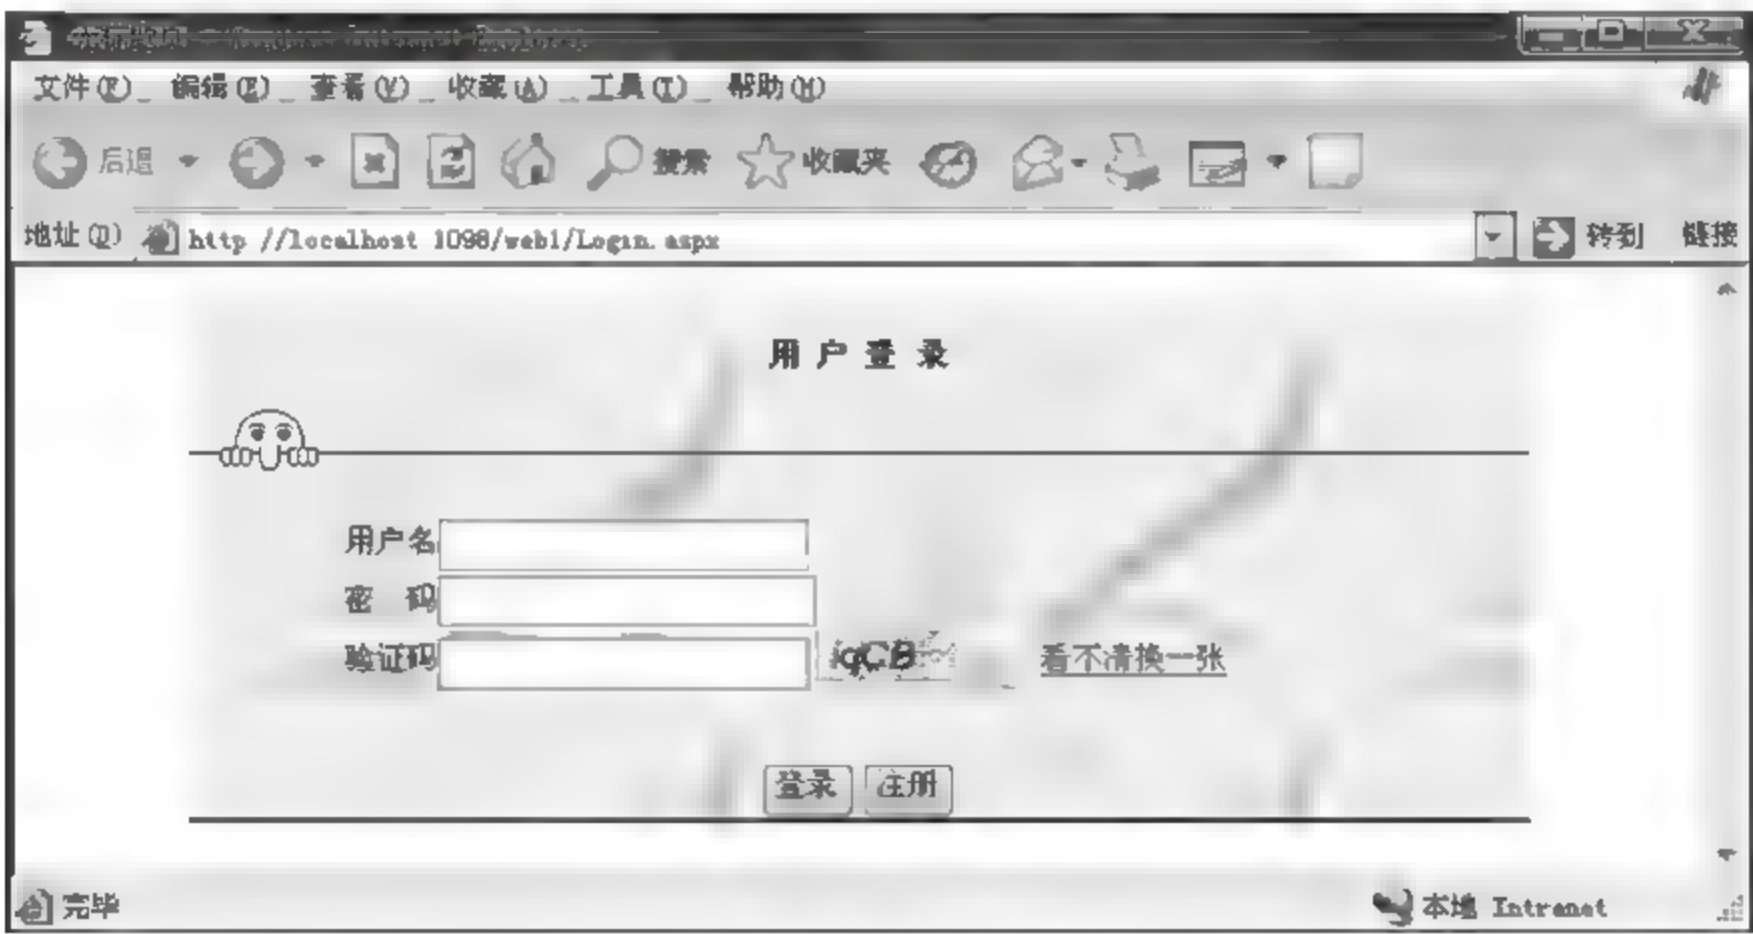 文件(F) 编辑(E) 查看(V) 收藏(A) 工具(T) 帮助(H)
后退 搜索 收藏夹
地址(D) http //localhost 1098/web1/Login.aspx 转到 链接
用户登录
用户名
密 码
验证码 iqCB 看不清换一张
登录 注册
完毕 本地 Intranet